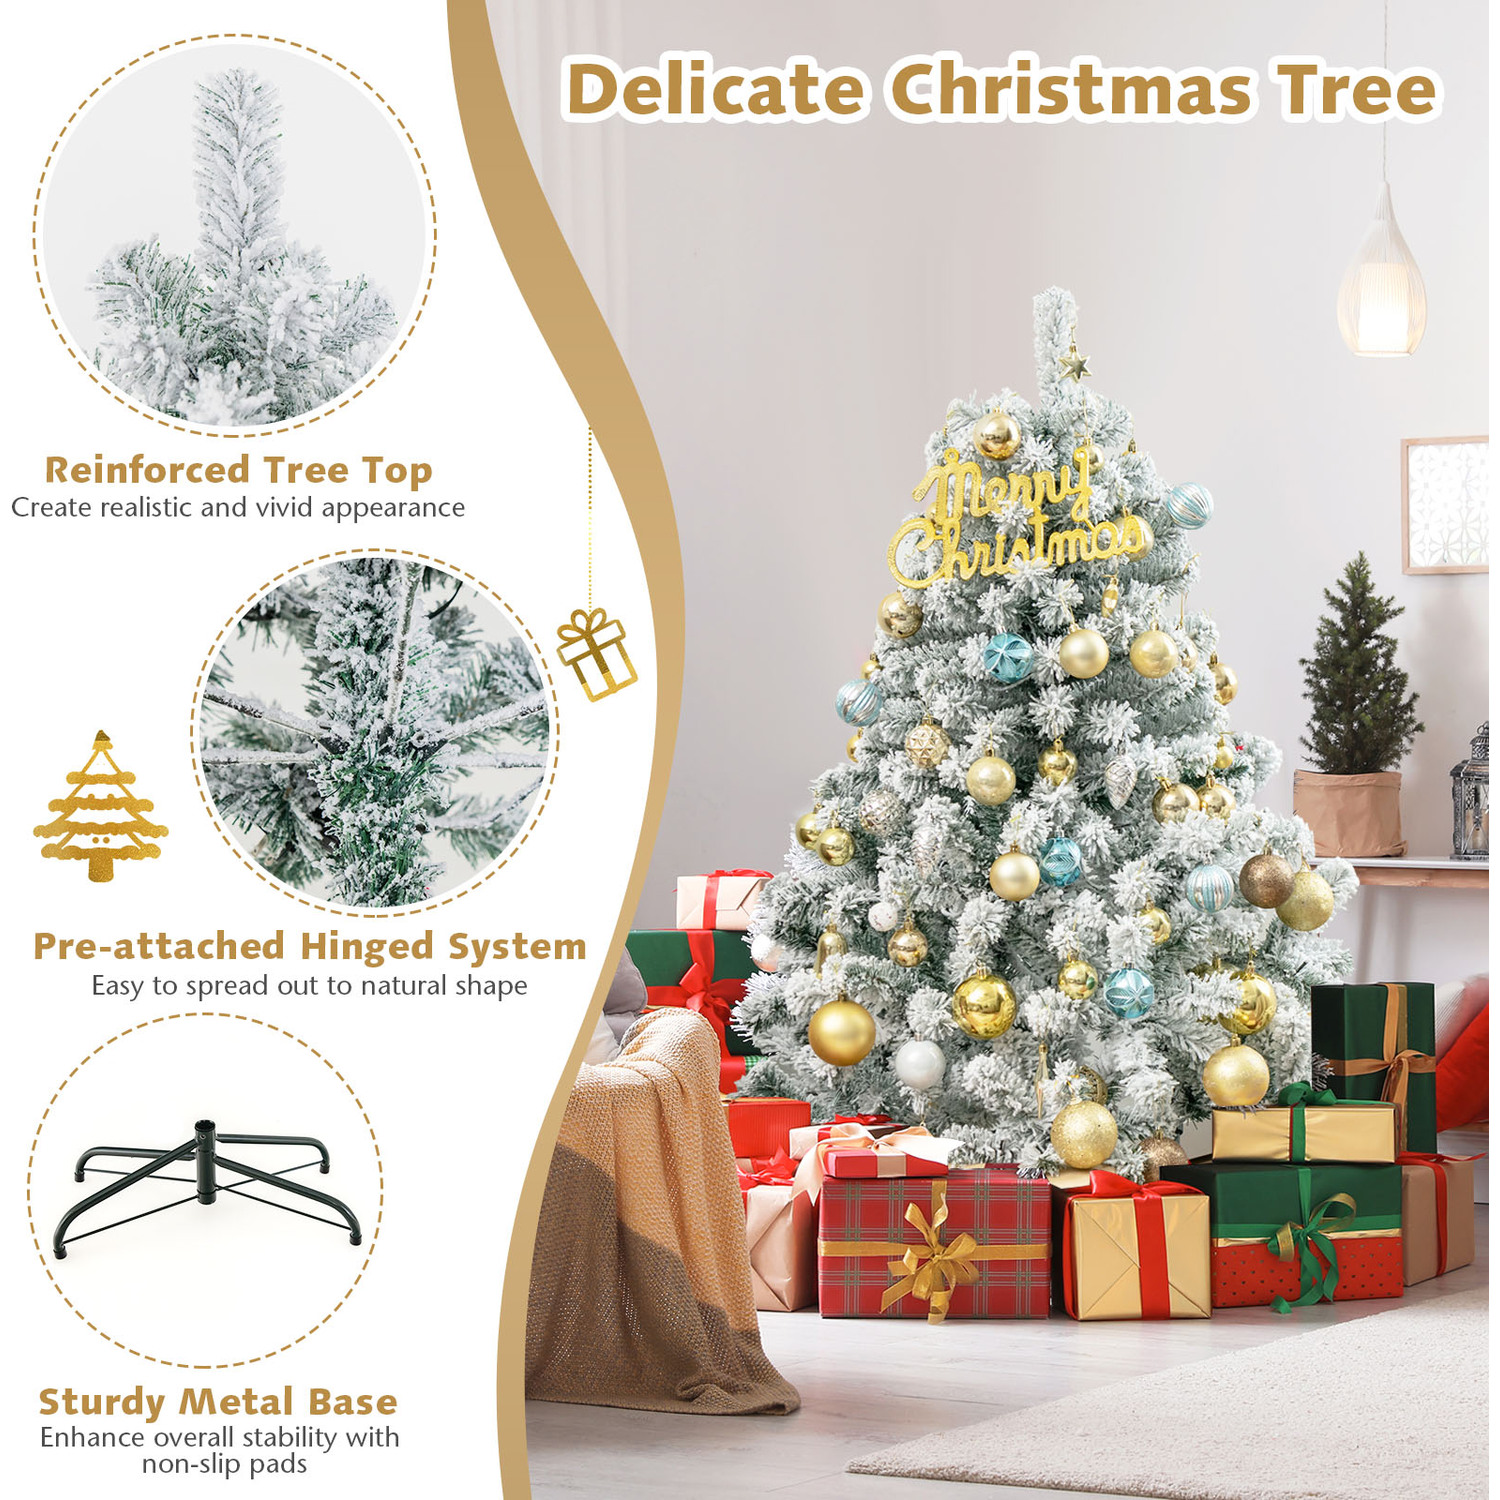 Delicate Christmas Tree
Reinforced Tree Top
Create realistic and vivid appearance
Merry
Christmas
Pre-attached Hinged System
Easy to spread out to natural shape
Sturdy Metal Base
Enhance overall stability with
non-slip pads